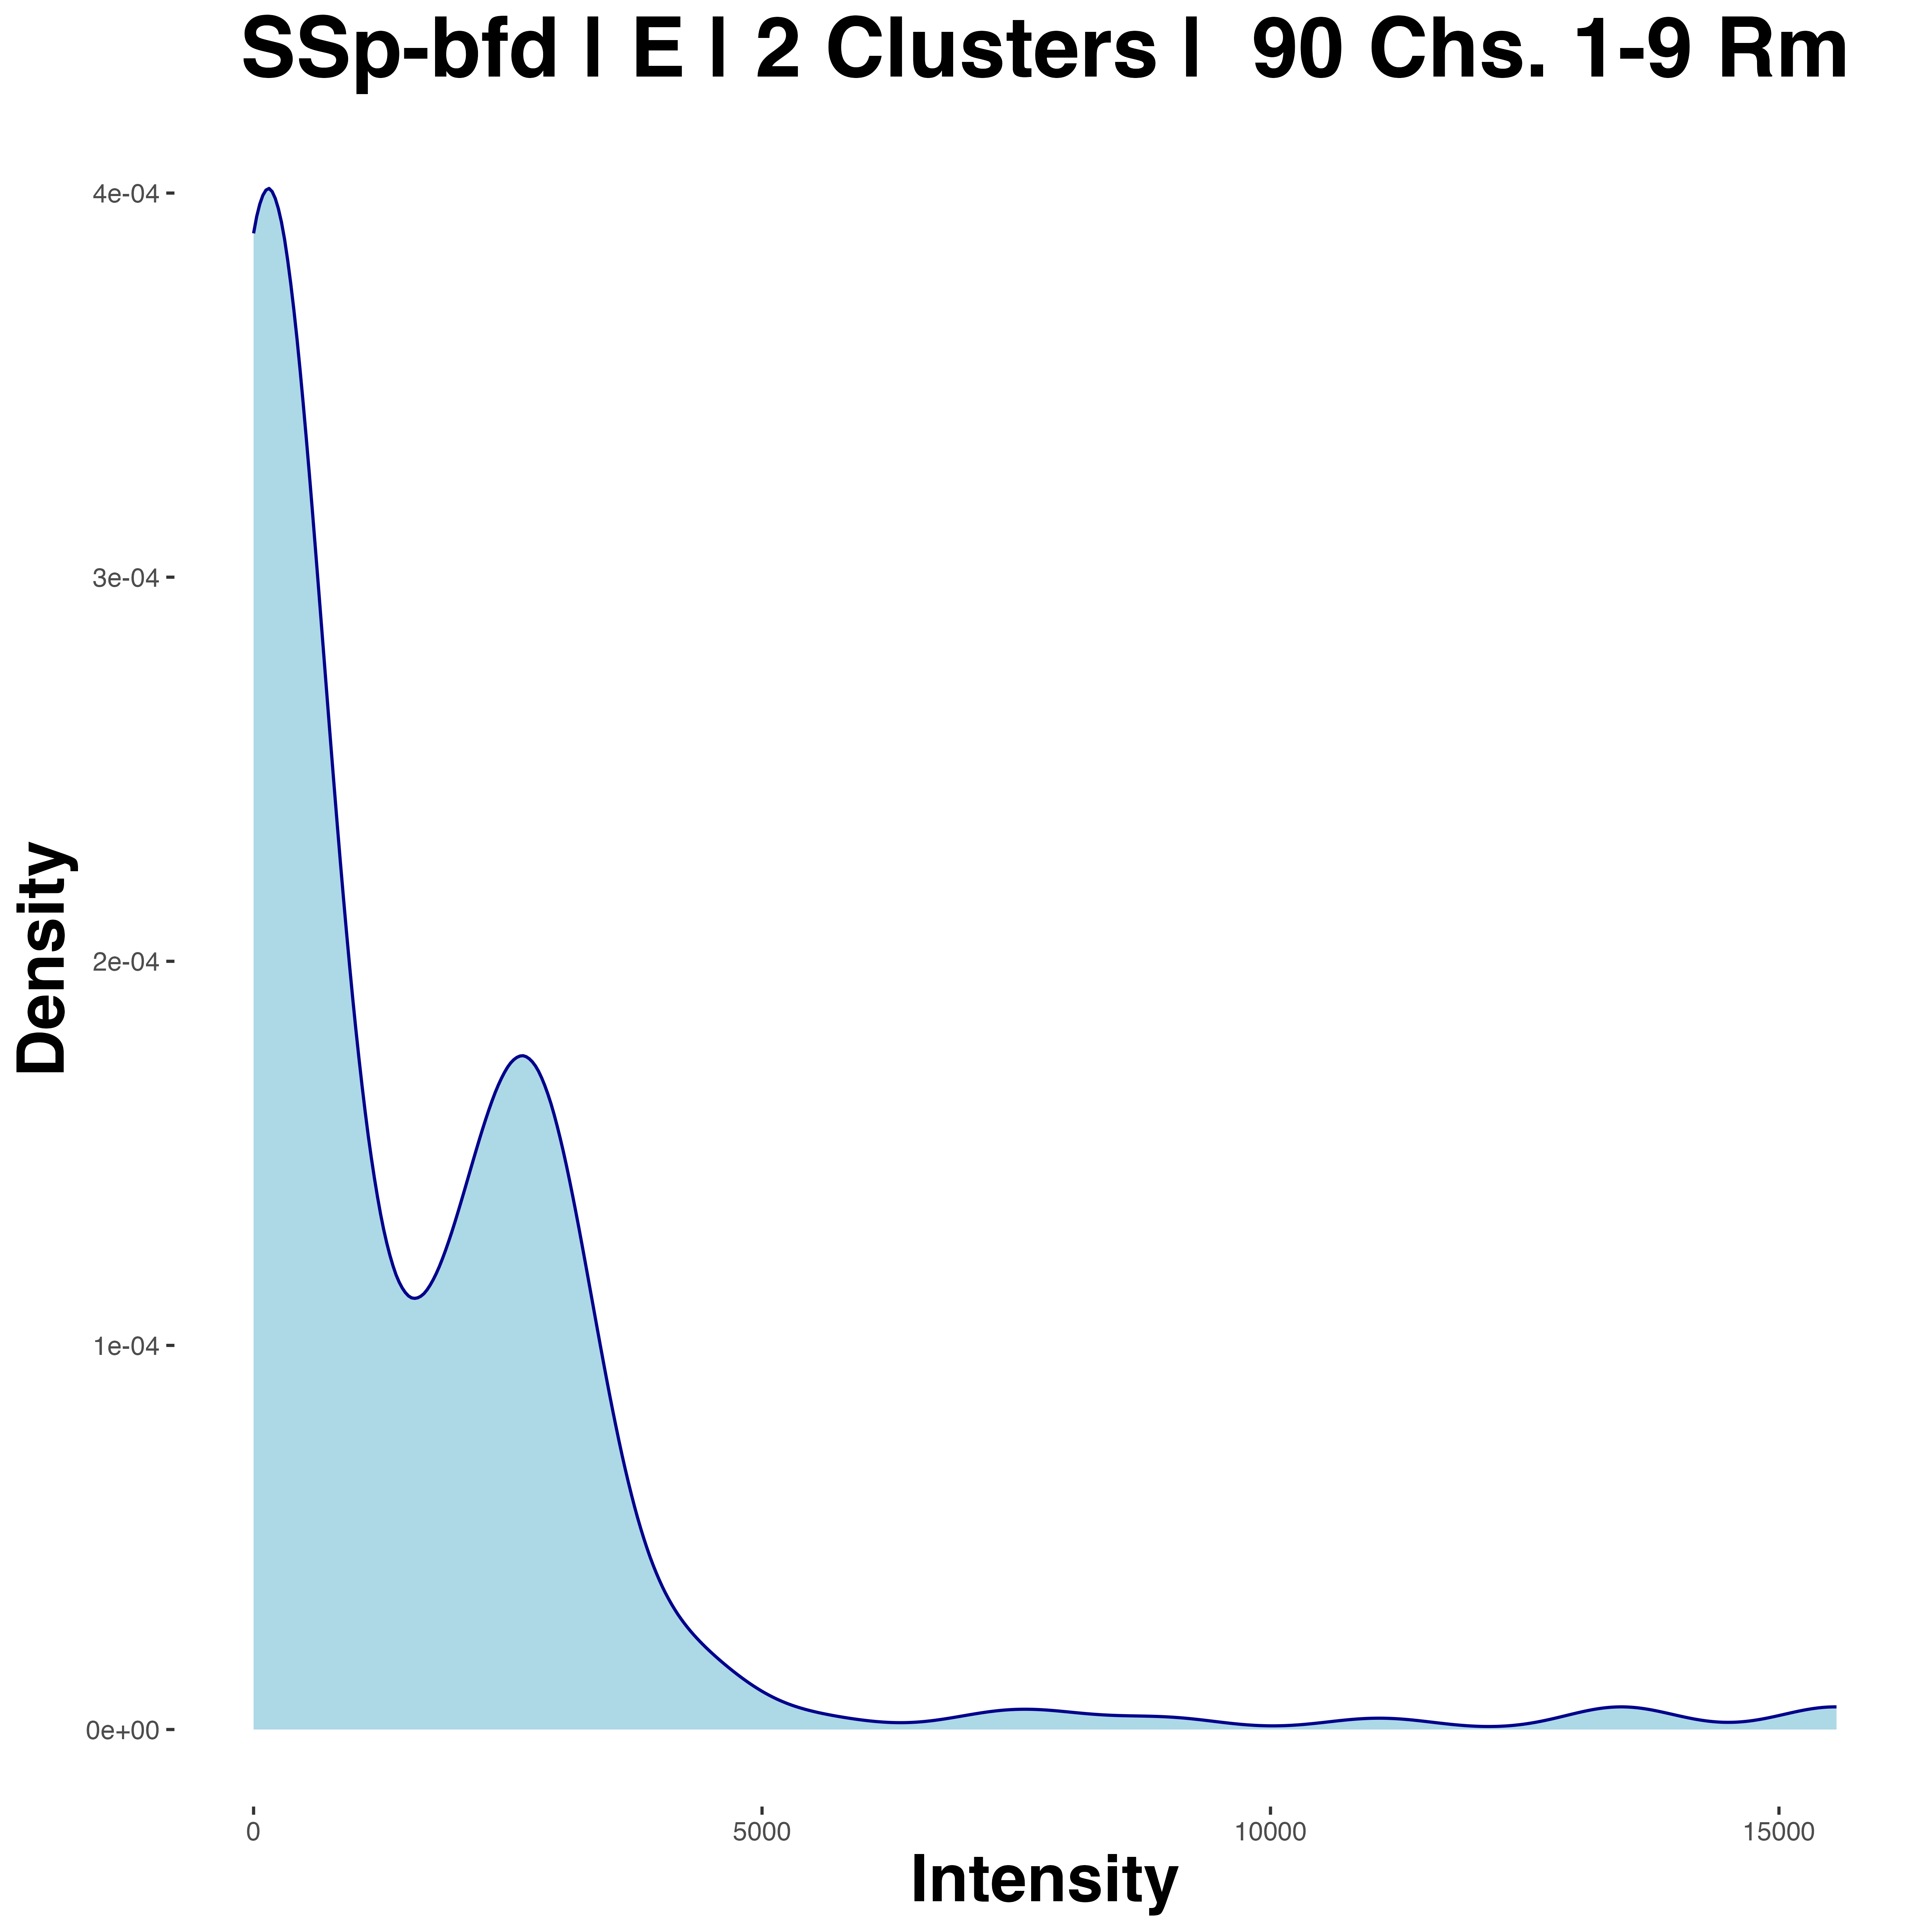 SSp-bfd | E | 2 Clusters |  90 Chs. 1-9 Rm
4e-04
3e-04
2e-04
1e-04
0e+00
Density
0 5000 10000 15000
Intensity